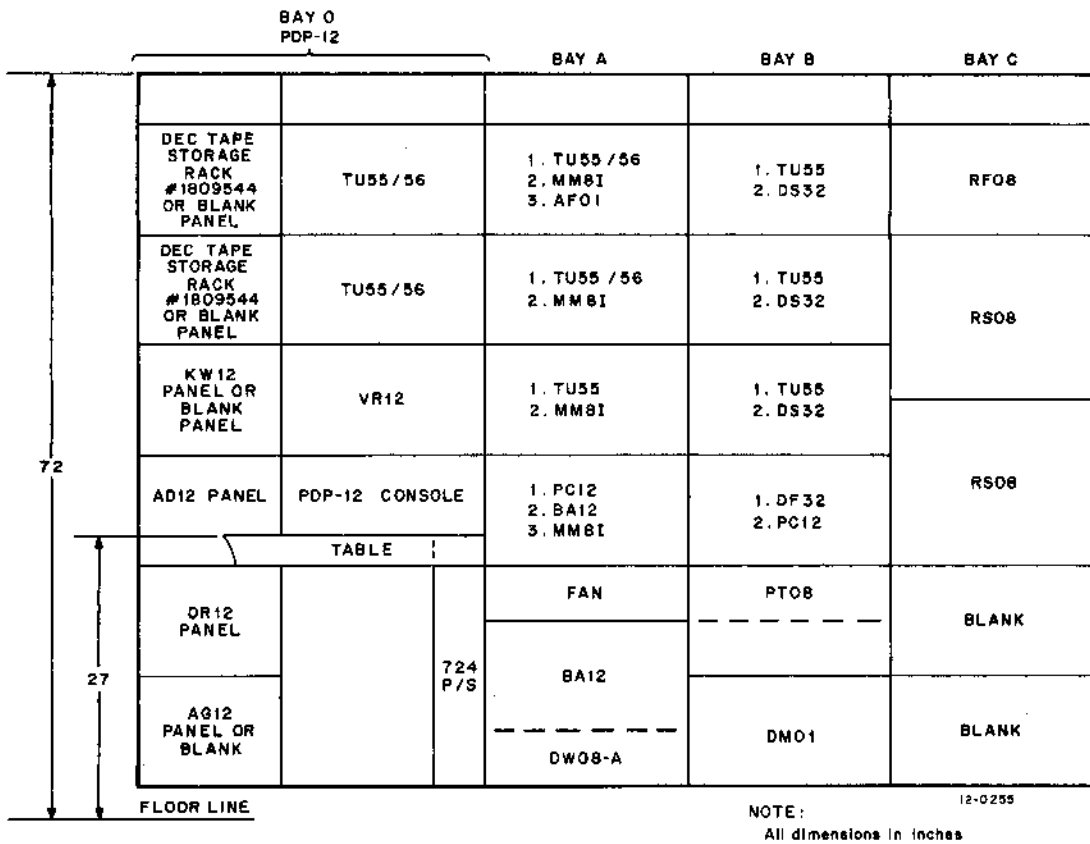 BAY O
PDP-12
BAY A
BAY B
BAY C
DEC TAPE
STORAGE
RACK
#1809544
OR BLANK
PANEL
TU55/56
1. TU55/56
2. MM8I
3. AF01
1. TU55
2. DS32
RF08
DEC TAPE
STORAGE
RACK
#1809544
OR BLANK
PANEL
TU55/56
1. TU55/56
2. MM8I
1. TU55
2. DS32
RS08
KW12
PANEL OR
BLANK
PANEL
VR12
1. TU55
2. MM8I
1. TU55
2. DS32
72
AD12 PANEL
PDP-12 CONSOLE
1. PC12
2. BA12
3. MM8I
1. DF32
2. PC12
RS08
TABLE
27
DR12
PANEL
724
P/S
FAN
PT08
BLANK
BA12
AG12
PANEL OR
BLANK
DW08-A
DM01
BLANK
FLOOR LINE
12-0255
NOTE:
All dimensions in inches